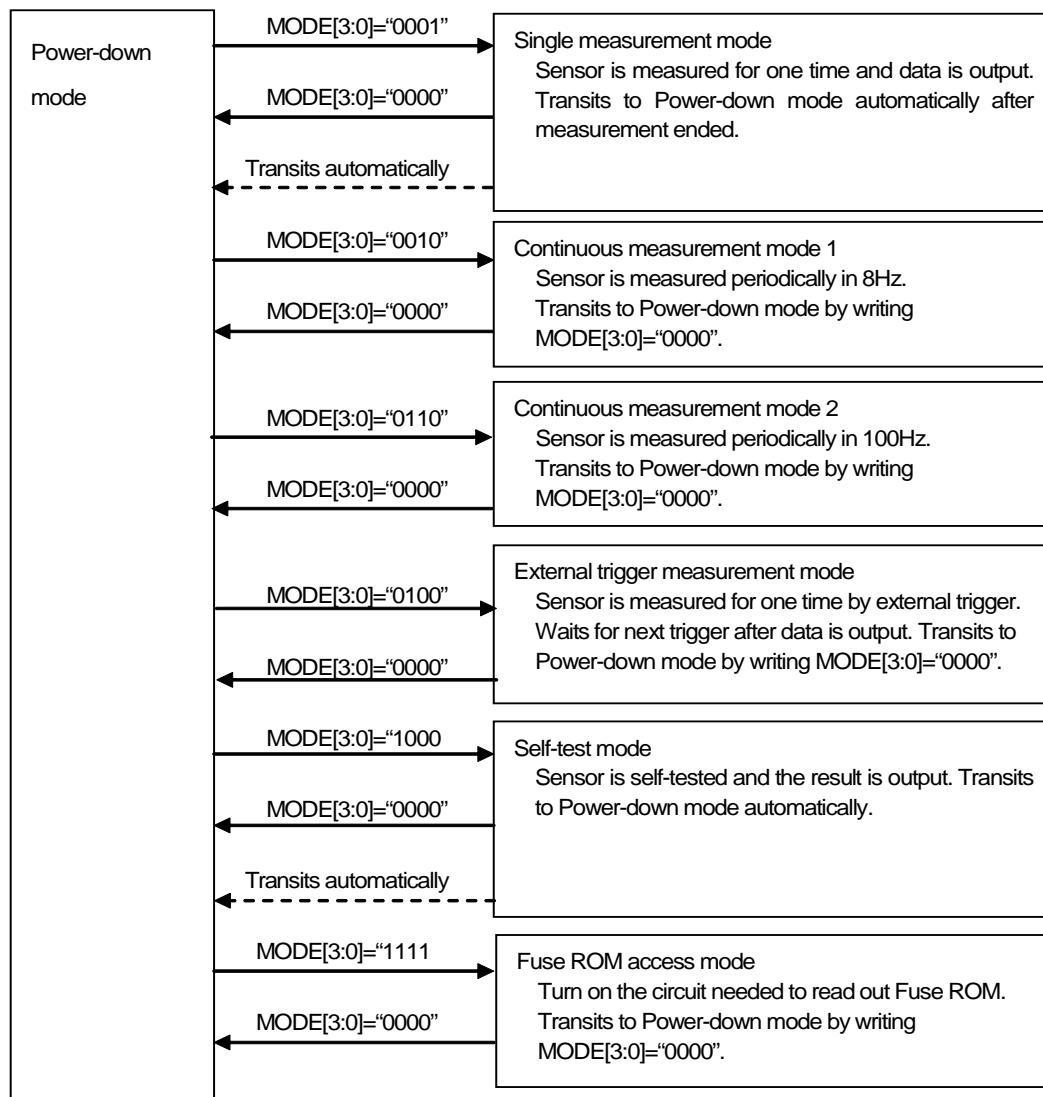 Power-down
mode
MODE[3:0]=“0001”
MODE[3:0]=“0000”
Transits automatically
Single measurement mode
Sensor is measured for one time and data is output.
Transits to Power-down mode automatically after
measurement ended.
MODE[3:0]=“0010”
MODE[3:0]=“0000”
Continuous measurement mode 1
Sensor is measured periodically in 8Hz.
Transits to Power-down mode by writing
MODE[3:0]=“0000”.
MODE[3:0]=“0110”
MODE[3:0]=“0000”
Continuous measurement mode 2
Sensor is measured periodically in 100Hz.
Transits to Power-down mode by writing
MODE[3:0]=“0000”.
MODE[3:0]=“0100”
MODE[3:0]=“0000”
External trigger measurement mode
Sensor is measured for one time by external trigger.
Waits for next trigger after data is output. Transits to
Power-down mode by writing MODE[3:0]=“0000”.
MODE[3:0]=“1000
MODE[3:0]=“0000”
Transits automatically
Self-test mode
Sensor is self-tested and the result is output. Transits
to Power-down mode automatically.
MODE[3:0]=“1111
MODE[3:0]=“0000”
Fuse ROM access mode
Turn on the circuit needed to read out Fuse ROM.
Transits to Power-down mode by writing
MODE[3:0]=“0000”.